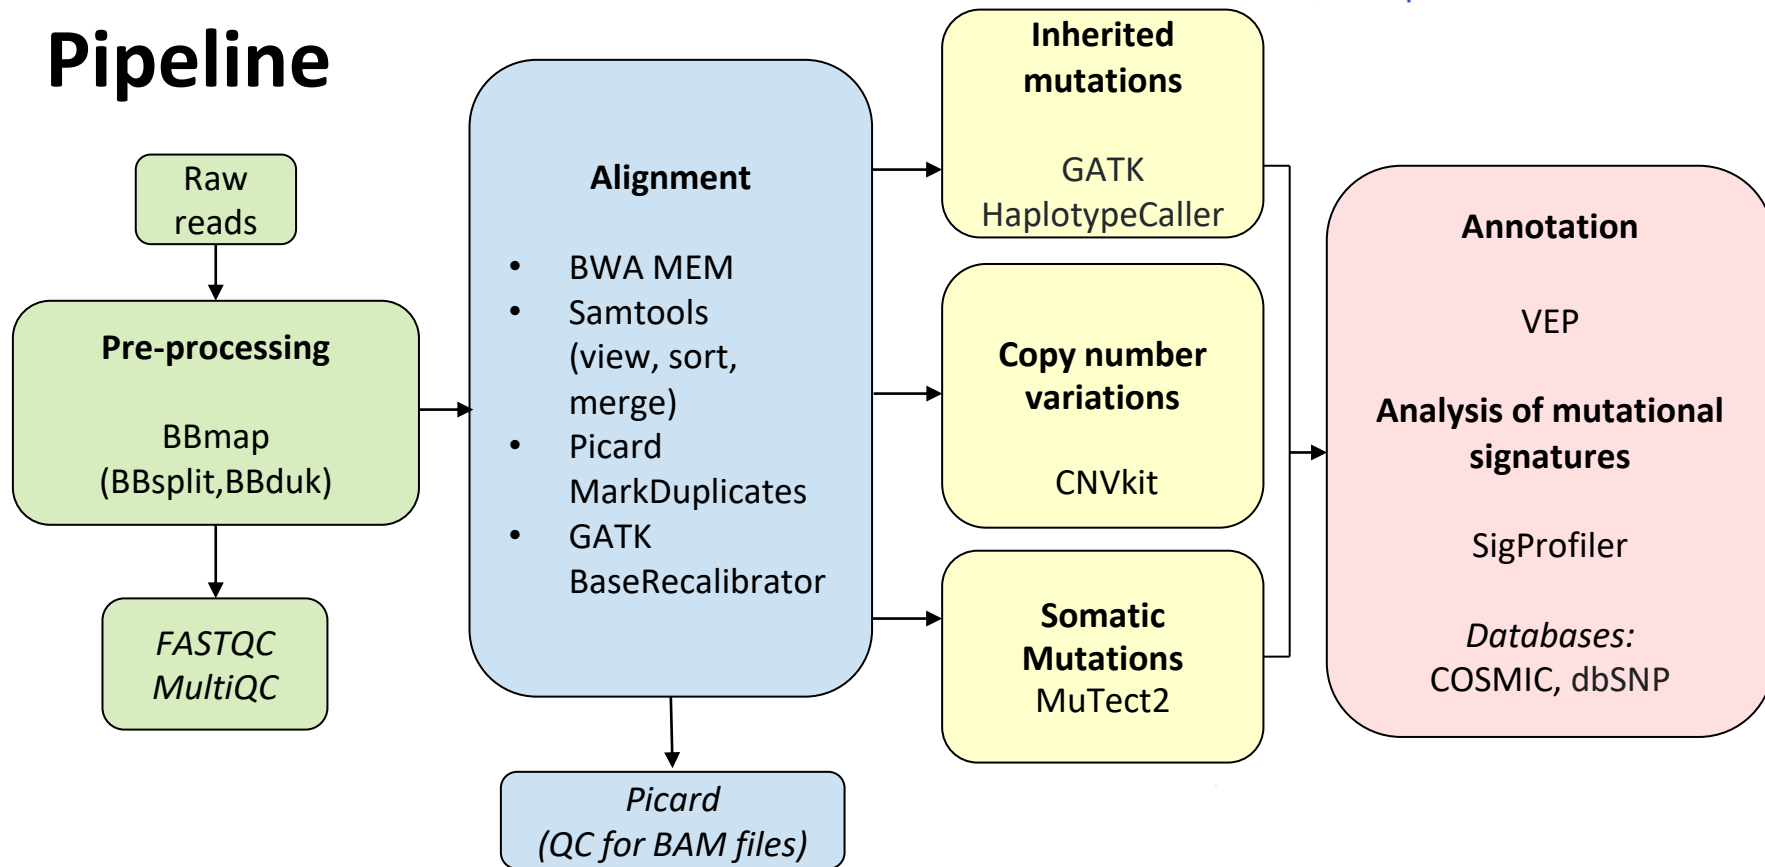 Pipeline
Raw
reads
Pre-processing
BBmap
(BBsplit,BBduk)
FASTQC
MultiQC
Alignment
• BWA MEM
• Samtools
(view, sort,
merge)
• Picard
MarkDuplicates
• GATK
BaseRecalibrator
Picard
(QC for BAM files)
Inherited
mutations
GATK
HaplotypeCaller
Copy number
variations
CNVkit
Somatic
Mutations
MuTect2
Annotation
VEP
Analysis of mutational
signatures
SigProfiler
Databases:
COSMIC, dbSNP